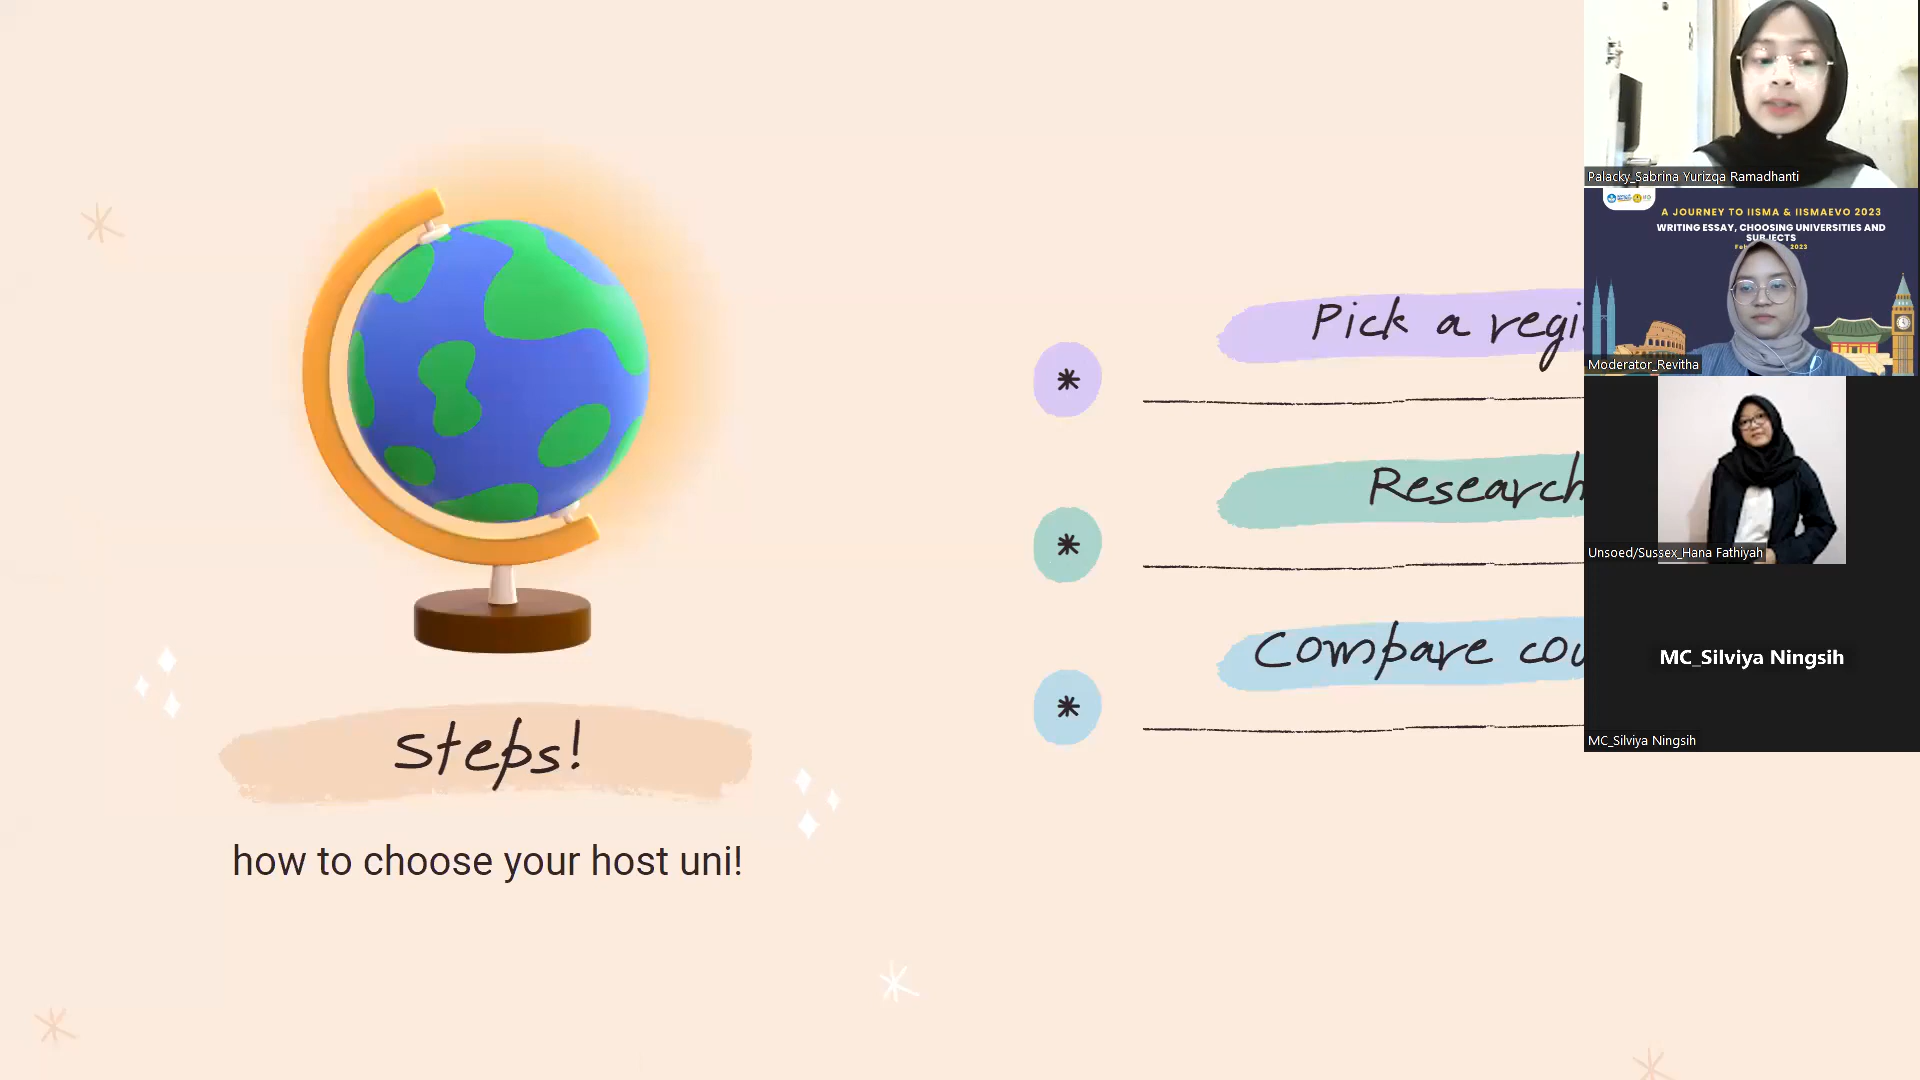 Steps!
how to choose your host uni!
Pick a regi
Research
Compare cou
Palacky_Sabrina Yurizqa Ramadhanti
A JOURNEY TO IISMA & IISMAEVO 2023
WRITING ESSAY, CHOOSING UNIVERSITIES AND
SUBJECTS
2023
Moderator_Revitha
Unsoed/Sussex_Hana Fathiyah
MC_Silviya Ningsih
MC_Silviya Ningsih